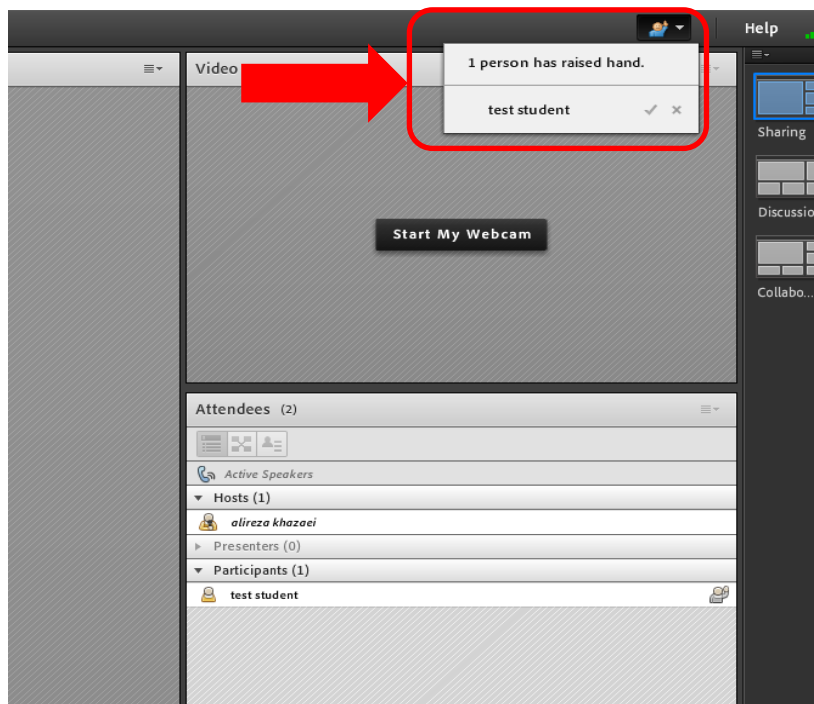 Help
Video
1 person has raised hand.
test student
Sharing
Discussio
Collabo...
Start My Webcam
Attendees (2)
Active Speakers
Hosts (1)
alireza khazaei
Presenters (0)
Participants (1)
test student